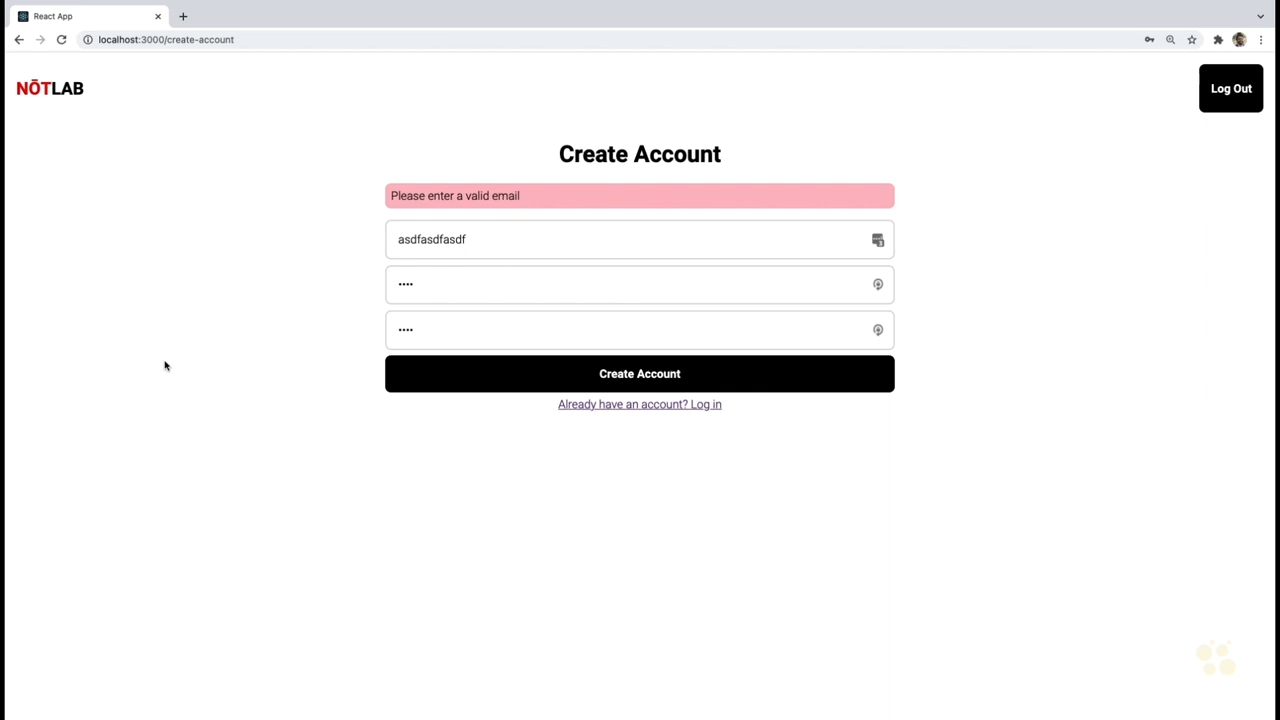 React App
localhost:3000/create-account
NŌTLAB
Log Out
Create Account
Please enter a valid email
asdfasdfasdf
••••
••••
Create Account
Already have an account? Log in